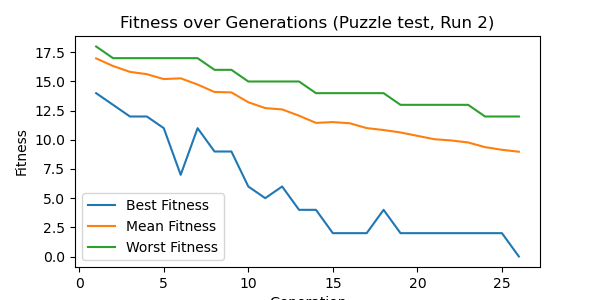 Fitness over Generations (Puzzle test, Run 2)
Fitness
17.5
15.0
12.5
10.0
7.5
5.0
2.5
0.0
Best Fitness
Mean Fitness
Worst Fitness
0 5 10 15 20 25
Generation